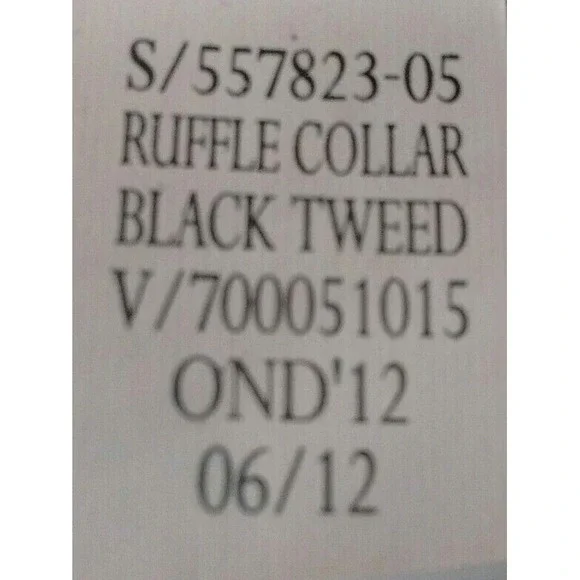 S/557823-05
RUFFLE COLLAR
BLACK TWEED
V/700051015
OND'12
06/12